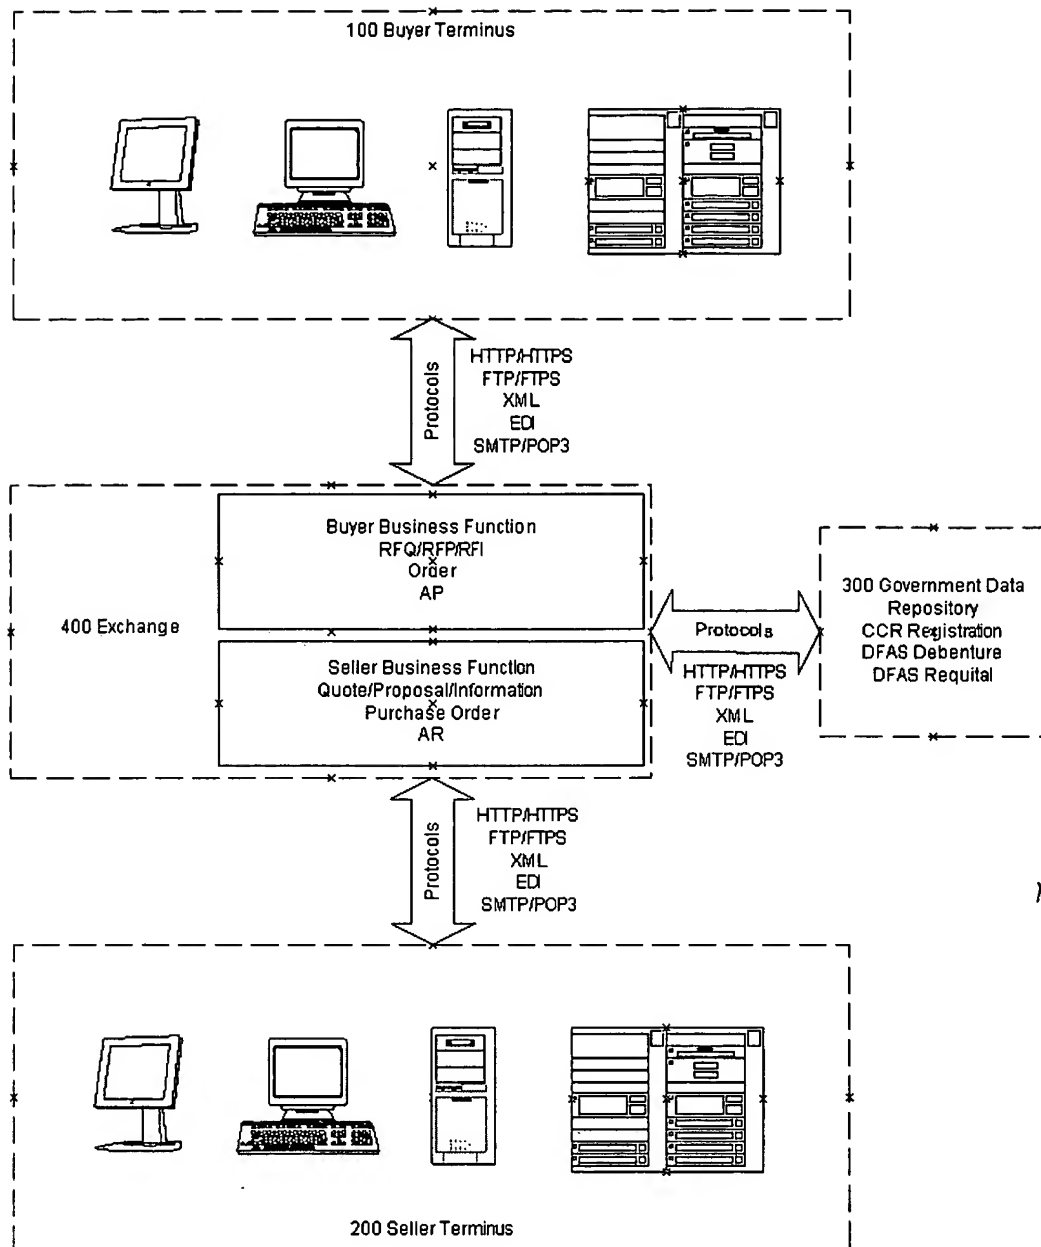 100 Buyer Terminus
Protocols
HTTP/HTTPS
FTP/FTPS
XML
EDI
SMTP/POP3
400 Exchange
Buyer Business Function
RFQ/RFP/RFI
Order
AP
Seller Business Function
Quote/Proposal/Information
Purchase Order
AR
Protocols
HTTP/HTTPS
FTP/FTPS
XML
EDI
SMTP/POP3
300 Government Data
Repository
CCR Registration
DFAS Debenture
DFAS Requital
Protocols
HTTP/HTTPS
FTP/FTPS
XML
EDI
SMTP/POP3
200 Seller Terminus